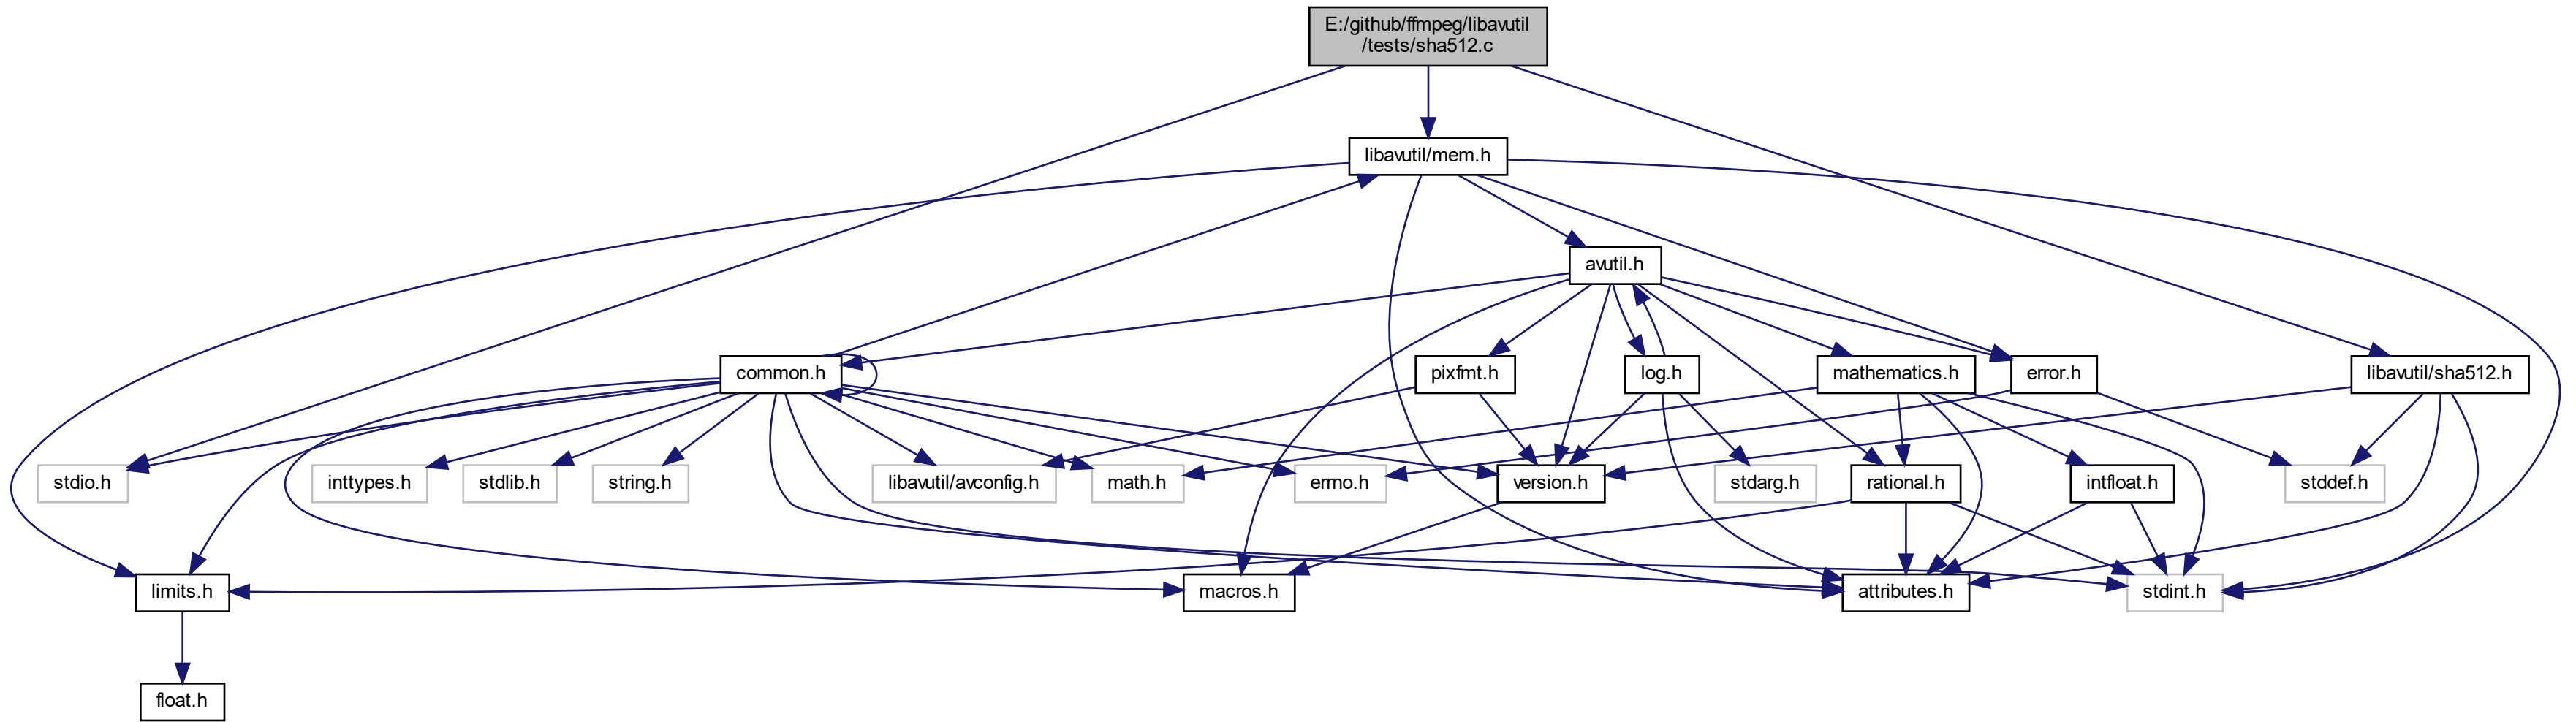 E:/github/ffmpeg/libavutil
/tests/sha512.c
libavutil/mem.h
avutil.h
common.h
pixfmt.h
log.h
mathematics.h
error.h
libavutil/sha512.h
stdio.h
inttypes.h
stdlib.h
string.h
libavutil/avconfig.h
math.h
errno.h
version.h
stdarg.h
rational.h
intfloat.h
stddef.h
limits.h
macros.h
attributes.h
stdint.h
float.h